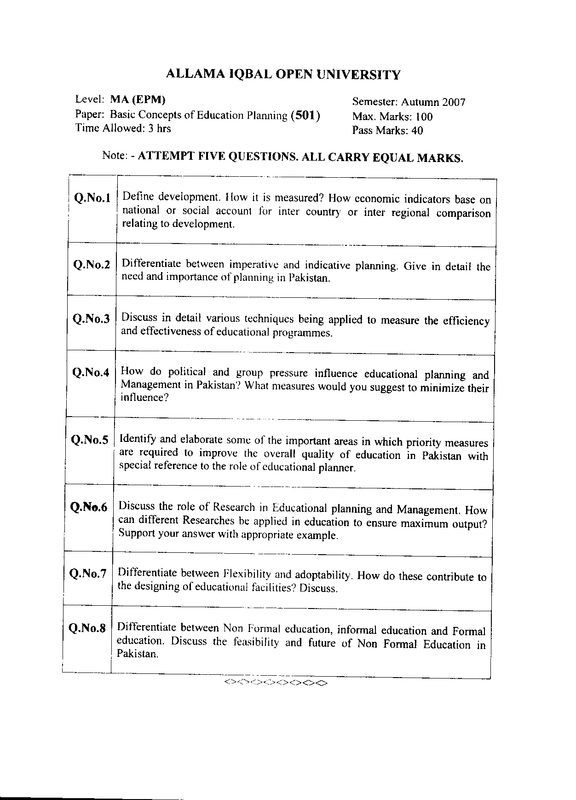 ALLAMA IQBAL OPEN UNIVERSITY
Level: MA (EPM)
Semester: Autumn 2007
Paper: Basic Concepts of Education Planning (501)
Max. Marks: 100
Time Allowed: 3 hrs
Pass Marks: 40
Note: - ATTEMPT FIVE QUESTIONS. ALL CARRY EQUAL MARKS.
Q.No.1 Define development. How it is measured? How economic indicators base on
national or social account for inter country or inter regional comparison
relating to development.
Q.No.2 Differentiate between imperative and indicative planning. Give in detail the
need and importance of planning in Pakistan.
Q.No.3 Discuss in detail various techniques being applied to measure the efficiency
and effectiveness of educational programmes.
Q.No.4 How do political and group pressure influence educational planning and
Management in Pakistan? What measures would you suggest to minimize their
influence?
Q.No.5 Identify and elaborate some of the important areas in which priority measures
are required to improve the overall quality of education in Pakistan with
special reference to the role of educational planner.
Q.No.6 Discuss the role of Research in Educational planning and Management. How
can different Researches be applied in education to ensure maximum output?
Support your answer with appropriate example.
Q.No.7 Differentiate between Flexibility and adoptability. How do these contribute to
the designing of educational facilities? Discuss.
Q.No.8 Differentiate between Non Formal education, informal education and Formal
education. Discuss the feasibility and future of Non Formal Education in
Pakistan.